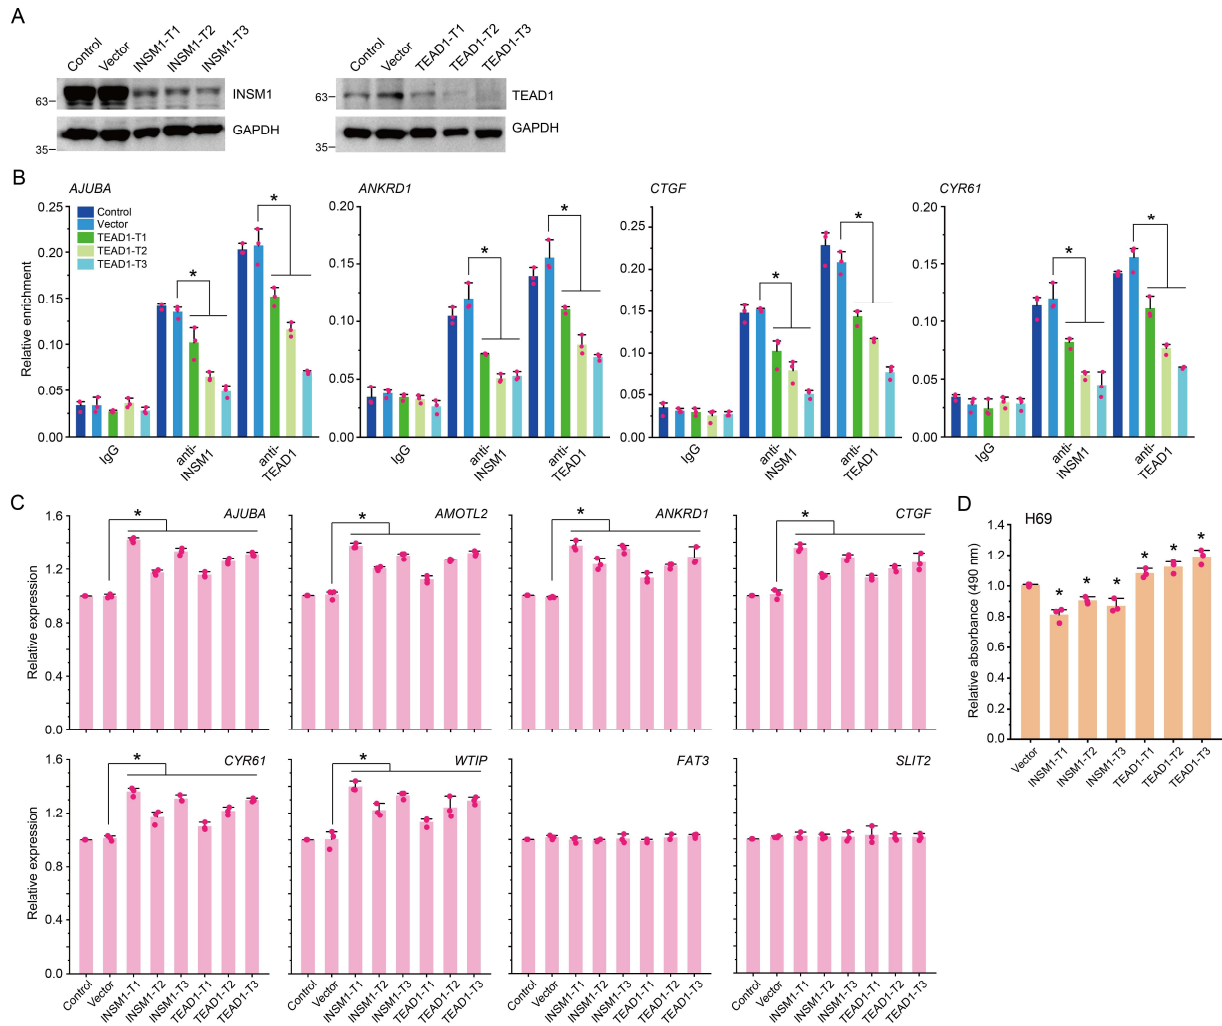 A
Control
Vector
INSM1-T1
INSM1-T2
INSM1-T3
63
INSM1
GAPDH
35
Control
Vector
TEAD1-T1
TEAD1-T2
TEAD1-T3
63
TEAD1
GAPDH
35
B
AJUBA
Relative enrichment
0.25
0.20
0.15
0.10
0.05
0.00
Control
Vector
TEAD1-T1
TEAD1-T2
TEAD1-T3
*
*
IgG
anti-
INSM1
anti-
TEAD1
ANKRD1
0.20
0.15
0.10
0.05
0.00
*
*
IgG
anti-
INSM1
anti-
TEAD1
CTGF
0.25
0.20
0.15
0.10
0.05
0.00
*
*
IgG
anti-
INSM1
anti-
TEAD1
CYR61
0.20
0.15
0.10
0.05
0.00
*
*
IgG
anti-
INSM1
anti-
TEAD1
C
Relative expression
1.6
1.2
0.8
0.4
0.0
* AJUBA
* AMOTL2
* ANKRD1
* CTGF
Relative expression
1.6
1.2
0.8
0.4
0.0
* CYR61
* WTIP
FAT3
SLIT2
Control
Vector
INSM1-T1
INSM1-T2
INSM1-T3
TEAD1-T1
TEAD1-T2
TEAD1-T3
Control
Vector
INSM1-T1
INSM1-T2
INSM1-T3
TEAD1-T1
TEAD1-T2
TEAD1-T3
Control
Vector
INSM1-T1
INSM1-T2
INSM1-T3
TEAD1-T1
TEAD1-T2
TEAD1-T3
Control
Vector
INSM1-T1
INSM1-T2
INSM1-T3
TEAD1-T1
TEAD1-T2
TEAD1-T3
D
H69
Relative absorbance (490 nm)
1.4
1.2
1.0
0.8
0.6
0.4
0.2
0.0
* * * * * *
Vector
INSM1-T1
INSM1-T2
INSM1-T3
TEAD1-T1
TEAD1-T2
TEAD1-T3